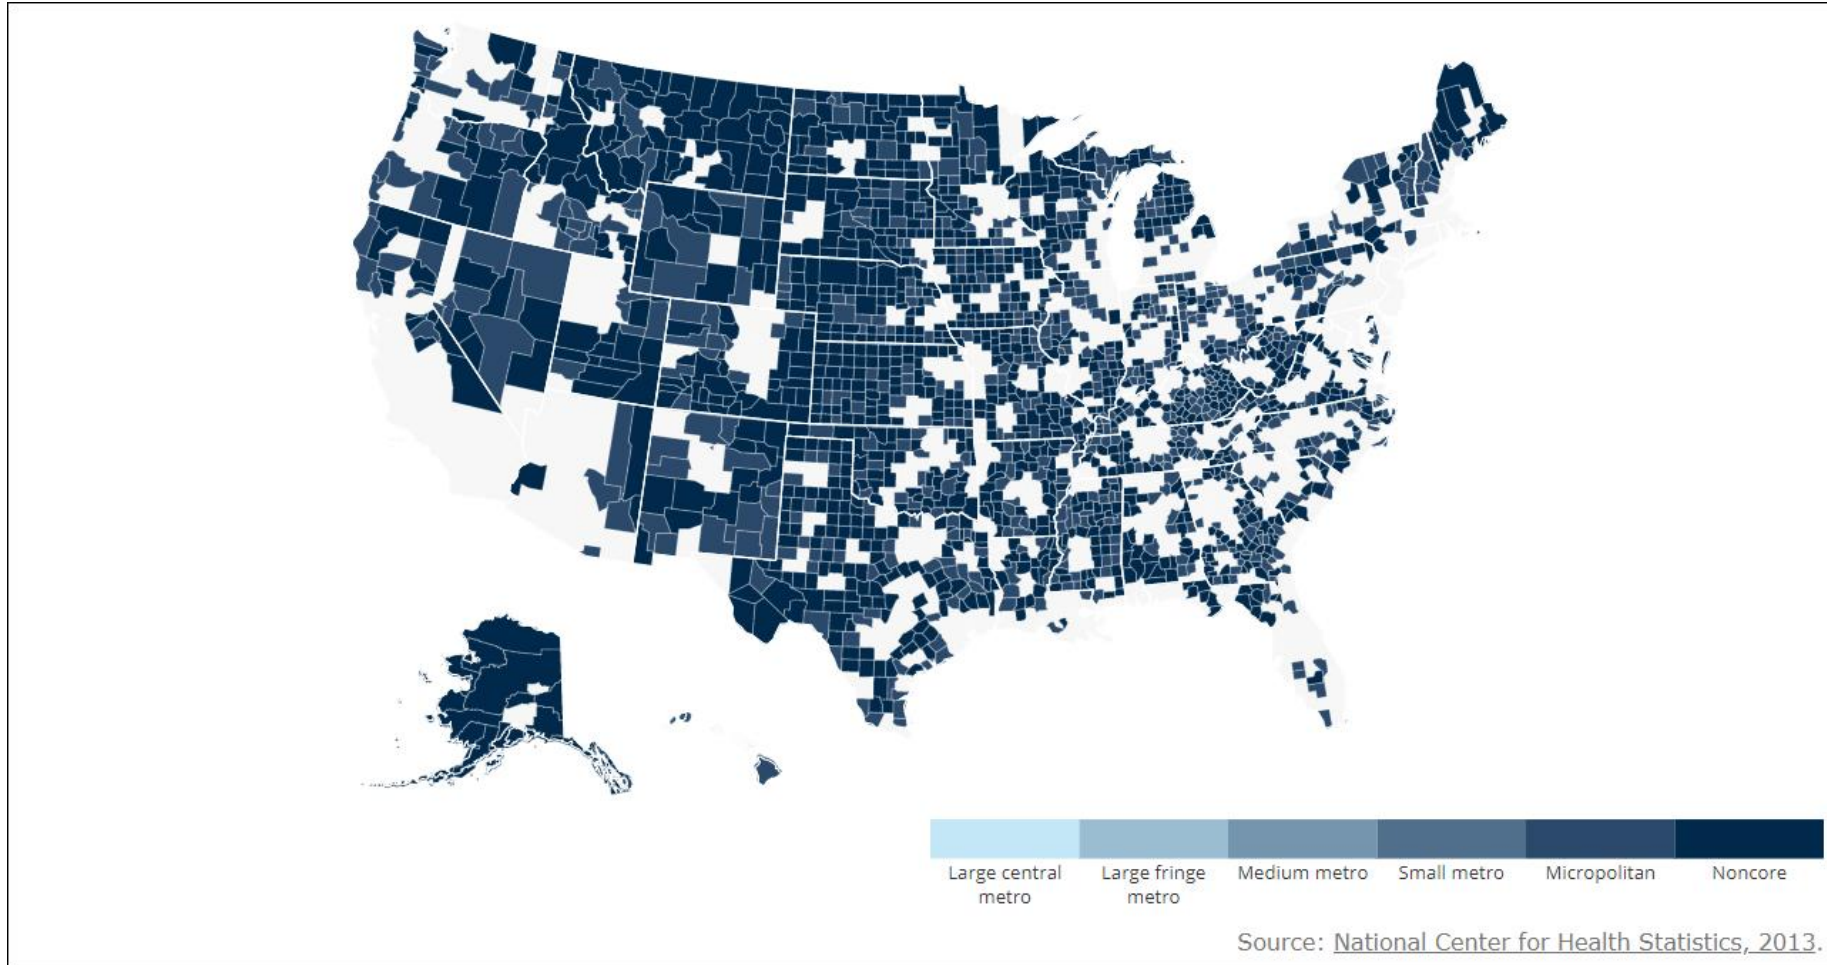 Large central metro
Large fringe metro
Medium metro
Small metro
Micropolitan
Noncore
Source: National Center for Health Statistics, 2013.